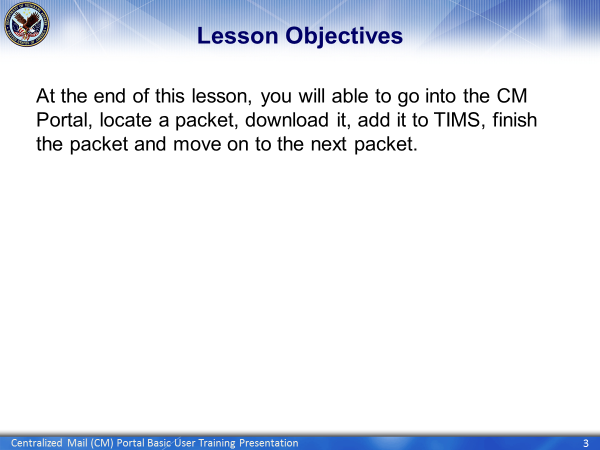 Lesson Objectives
At the end of this lesson, you will able to go into the CM
Portal, locate a packet, download it, add it to TIMS, finish
the packet and move on to the next packet.
Centralized Mail (CM) Portal Basic User Training Presentation
3